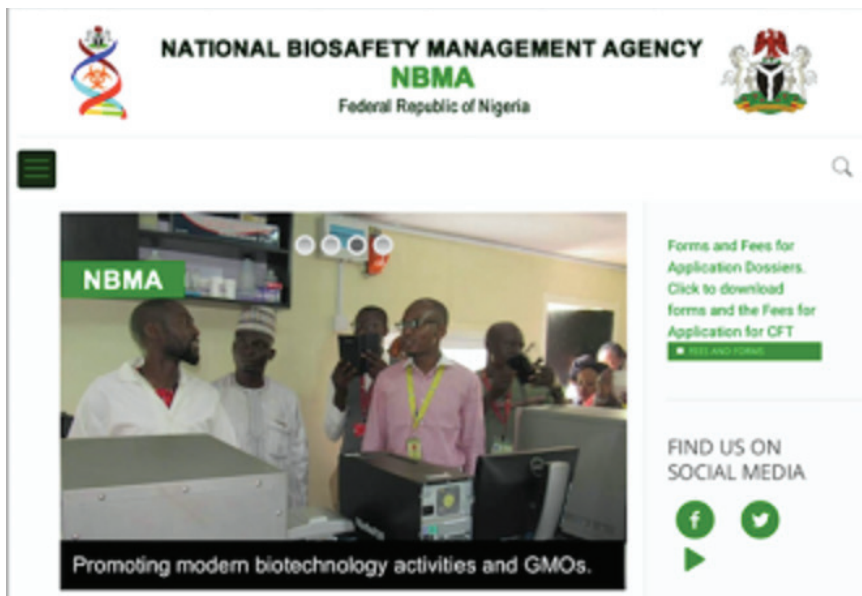 NATIONAL BIOSAFETY MANAGEMENT AGENCY
NBMA
Federal Republic of Nigeria
NBMA
Promoting modern biotechnology activities and GMOs.
Forms and Fees for
Application Dossiers.
Click to download
forms and the Fees for
Application for CFT
FEES AND FORMS
FIND US ON
SOCIAL MEDIA